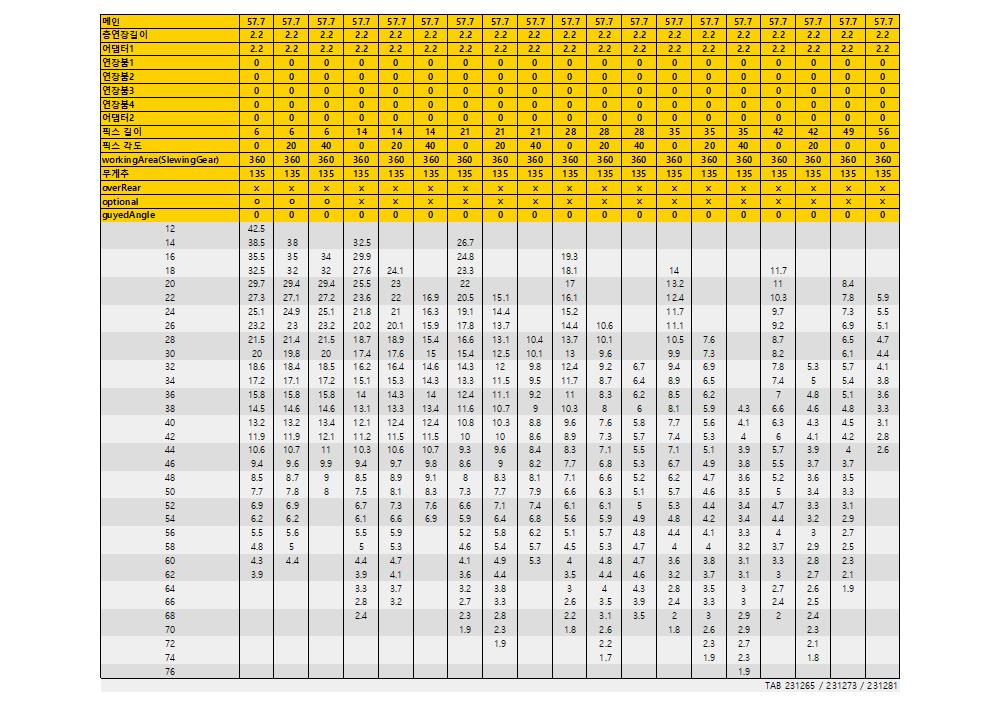 메인 57.7 57.7 57.7 57.7 57.7 57.7 57.7 57.7 57.7 57.7 57.7 57.7 57.7 57.7 57.7 57.7 57.7 57.7 57.7
총연장길이 2.2 2.2 2.2 2.2 2.2 2.2 2.2 2.2 2.2 2.2 2.2 2.2 2.2 2.2 2.2 2.2 2.2 2.2 2.2
어댑터1 2.2 2.2 2.2 2.2 2.2 2.2 2.2 2.2 2.2 2.2 2.2 2.2 2.2 2.2 2.2 2.2 2.2 2.2 2.2
연장붐1 0 0 0 0 0 0 0 0 0 0 0 0 0 0 0 0 0 0 0
연장붐2 0 0 0 0 0 0 0 0 0 0 0 0 0 0 0 0 0 0 0
연장붐3 0 0 0 0 0 0 0 0 0 0 0 0 0 0 0 0 0 0 0
연장붐4 0 0 0 0 0 0 0 0 0 0 0 0 0 0 0 0 0 0 0
어댑터2 0 0 0 0 0 0 0 0 0 0 0 0 0 0 0 0 0 0 0
픽스 길이 6 6 6 14 14 14 21 21 21 28 28 28 35 35 35 42 42 49 56
픽스 각도 0 20 40 0 20 40 0 20 40 0 20 40 0 20 40 0 20 0 0
workingArea(SlewingGear) 360 360 360 360 360 360 360 360 360 360 360 360 360 360 360 360 360 360 360
무게추 135 135 135 135 135 135 135 135 135 135 135 135 135 135 135 135 135 135 135
overRear x x x x x x x x x x x x x x x x x x x
optional o o o x x x x x x x x x x x x x x x x
guyedAngle 0 0 0 0 0 0 0 0 0 0 0 0 0 0 0 0 0 0 0
12 42.5
14 38.5 38 32.5 26.7
16 35.5 35 34 29.9 24.8 19.3
18 32.5 32 32 27.6 24.1 23.3 18.1 14 11.7
20 29.7 29.4 29.4 25.5 23 22 17 13.2 11 8.4
22 27.3 27.1 27.2 23.6 22 16.9 20.5 15.1 16.1 12.4 10.3 7.8 5.9
24 25.1 24.9 25.1 21.8 21 16.3 19.1 14.4 15.2 11.7 9.7 7.3 5.5
26 23.2 23 23.2 20.2 20.1 15.9 17.8 13.7 14.4 10.6 11.1 9.2 6.9 5.1
28 21.5 21.4 21.5 18.7 18.9 15.4 16.6 13.1 10.4 13.7 10.1 10.5 7.6 8.7 6.5 4.7
30 20 19.8 20 17.4 17.6 15 15.4 12.5 10.1 13 9.6 9.9 7.3 8.2 6.1 4.4
32 18.6 18.4 18.5 16.2 16.4 14.6 14.3 12 9.8 12.4 9.2 6.7 9.4 6.9 7.8 5.3 5.7 4.1
34 17.2 17.1 17.2 15.1 15.3 14.3 13.3 11.5 9.5 11.7 8.7 6.4 8.9 6.5 7.4 5 5.4 3.8
36 15.8 15.8 15.8 14 14.3 14 12.4 11.1 9.2 11 8.3 6.2 8.5 6.2 7 4.8 5.1 3.6
38 14.5 14.6 14.6 13.1 13.3 13.4 11.6 10.7 9 10.3 8 6 8.1 5.9 4.3 6.6 4.6 4.8 3.3
40 13.2 13.2 13.4 12.1 12.4 12.4 10.8 10.3 8.8 9.6 7.6 5.8 7.7 5.6 4.1 6.3 4.3 4.5 3.1
42 11.9 11.9 12.1 11.2 11.5 11.5 10 10 8.6 8.9 7.3 5.7 7.4 5.3 4 6 4.1 4.2 2.8
44 10.6 10.7 11 10.3 10.6 10.7 9.3 9.6 8.4 8.3 7.1 5.5 7.1 5.1 3.9 5.7 3.9 4 2.6
46 9.4 9.6 9.9 9.4 9.7 9.8 8.6 9 8.2 7.7 6.8 5.3 6.7 4.9 3.8 5.5 3.7 3.7
48 8.5 8.7 9 8.5 8.9 9.1 8 8.3 8.1 7.1 6.6 5.2 6.2 4.7 3.6 5.2 3.6 3.5
50 7.7 7.8 8 7.5 8.1 8.3 7.3 7.7 7.9 6.6 6.3 5.1 5.7 4.6 3.5 5 3.4 3.3
52 6.9 6.9 6.7 7.3 7.6 6.6 7.1 7.4 6.1 6.1 5 5.3 4.4 3.4 4.7 3.3 3.1
54 6.2 6.2 6.1 6.6 6.9 5.9 6.4 6.8 5.6 5.9 4.9 4.8 4.2 3.4 4.4 3.2 2.9
56 5.5 5.6 5.5 5.9 5.2 5.8 6.2 5.1 5.7 4.8 4.4 4.1 3.3 4 3 2.7
58 4.8 5 5 5.3 4.6 5.4 5.7 4.5 5.3 4.7 4 4 3.2 3.7 2.9 2.5
60 4.3 4.4 4.4 4.7 4.1 4.9 5.3 4 4.8 4.7 3.6 3.8 3.1 3.3 2.8 2.3
62 3.9 3.9 4.1 3.6 4.4 3.5 4.4 4.6 3.2 3.7 3.1 3 2.7 2.1
64 3.3 3.7 3.2 3.8 3 4 4.3 2.8 3.5 3 2.7 2.6 1.9
66 2.8 3.2 2.7 3.3 2.6 3.5 3.9 2.4 3.3 3 2.4 2.5
68 2.4 2.3 2.8 2.2 3.1 3.5 2 3 2.9 2 2.4
70 1.9 2.3 1.8 2.6 1.8 2.6 2.9 2.3
72 1.9 2.2 2.3 2.7 2.1
74 1.7 1.9 2.3 1.8
76 1.9
TAB 231265 / 231273 / 231281